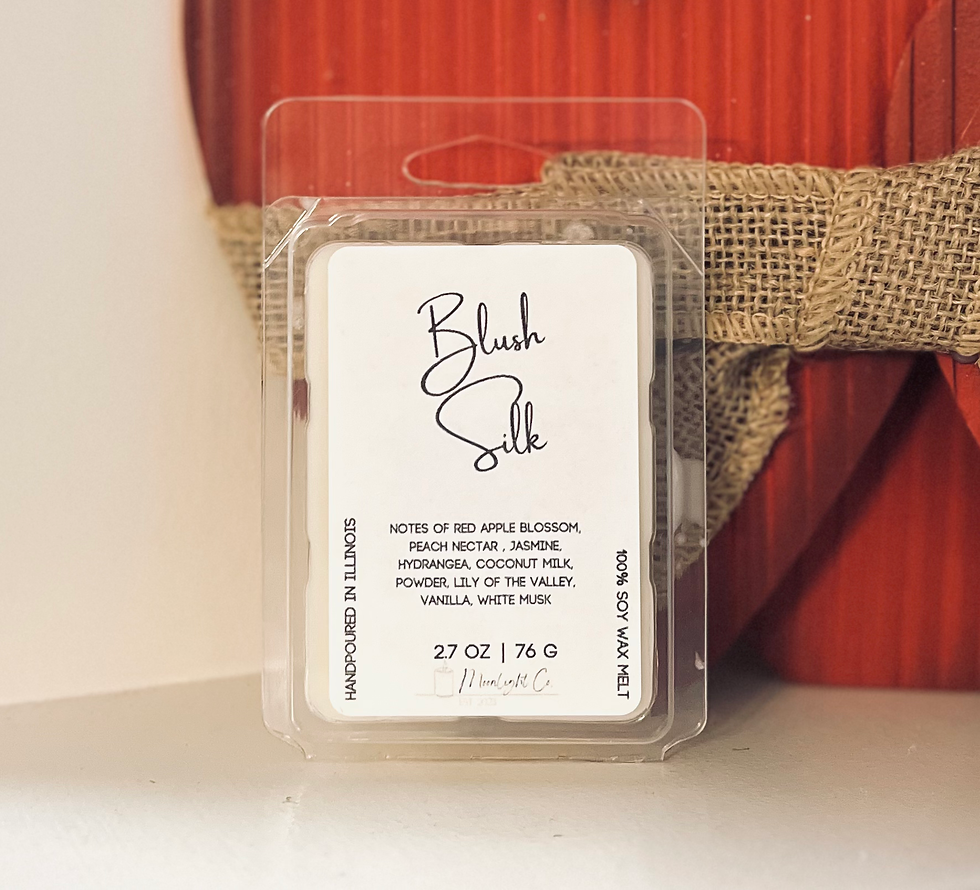 Blush
Silk
HANDPOURED IN ILLINOIS
NOTES OF RED APPLE BLOSSOM,
PEACH NECTAR , JASMINE,
HYDRANGEA, COCONUT MILK,
POWDER, LILY OF THE VALLEY,
VANILLA, WHITE MUSK
100% SOY WAX MELT
2.7 OZ | 76 G
Moonlight Co